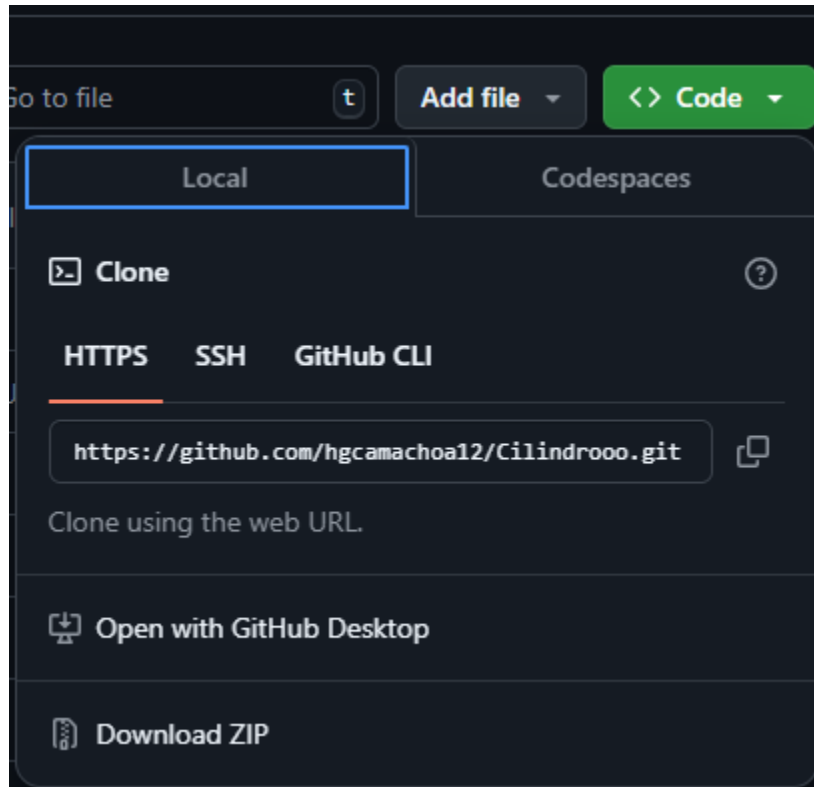 Go to file t Add file Code
Local Codespaces
Clone
HTTPS SSH GitHub CLI
https://github.com/hgcamachoa12/Cilindrooo.git
Clone using the web URL.
Open with GitHub Desktop
Download ZIP